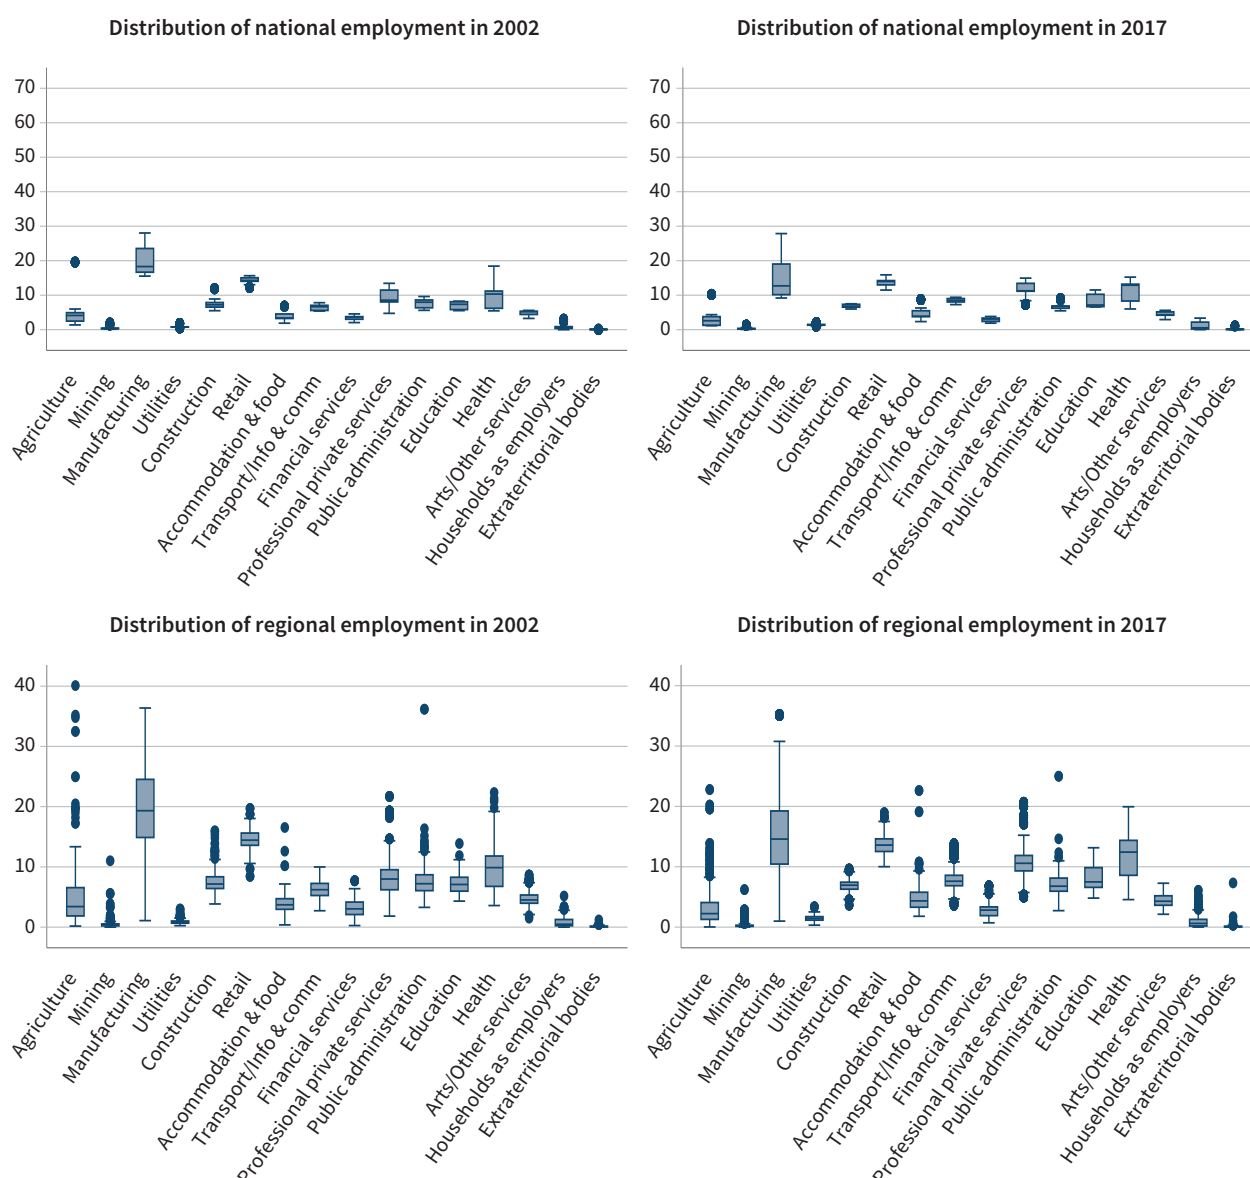 Distribution of national employment in 2002
70
60
50
40
30
20
10
0
Agriculture
Mining
Manufacturing
Utilities
Construction
Retail
Accommodation & food
Transport/Info & comm
Financial services
Professional private services
Public administration
Education
Health
Arts/Other services
Households as employers
Extraterritorial bodies
Distribution of national employment in 2017
70
60
50
40
30
20
10
0
Agriculture
Mining
Manufacturing
Utilities
Construction
Retail
Accommodation & food
Transport/Info & comm
Financial services
Professional private services
Public administration
Education
Health
Arts/Other services
Households as employers
Extraterritorial bodies
Distribution of regional employment in 2002
40
30
20
10
0
Agriculture
Mining
Manufacturing
Utilities
Construction
Retail
Accommodation & food
Transport/Info & comm
Financial services
Professional private services
Public administration
Education
Health
Arts/Other services
Households as employers
Extraterritorial bodies
Distribution of regional employment in 2017
40
30
20
10
0
Agriculture
Mining
Manufacturing
Utilities
Construction
Retail
Accommodation & food
Transport/Info & comm
Financial services
Professional private services
Public administration
Education
Health
Arts/Other services
Households as employers
Extraterritorial bodies